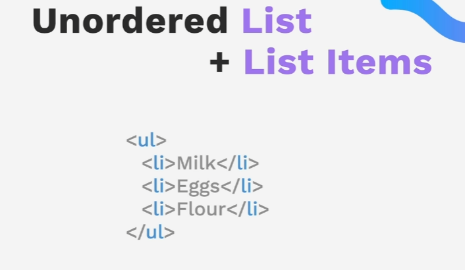 Unordered List
+ List Items
<ul>
<li>Milk</li>
<li>Eggs</li>
<li>Flour</li>
</ul>